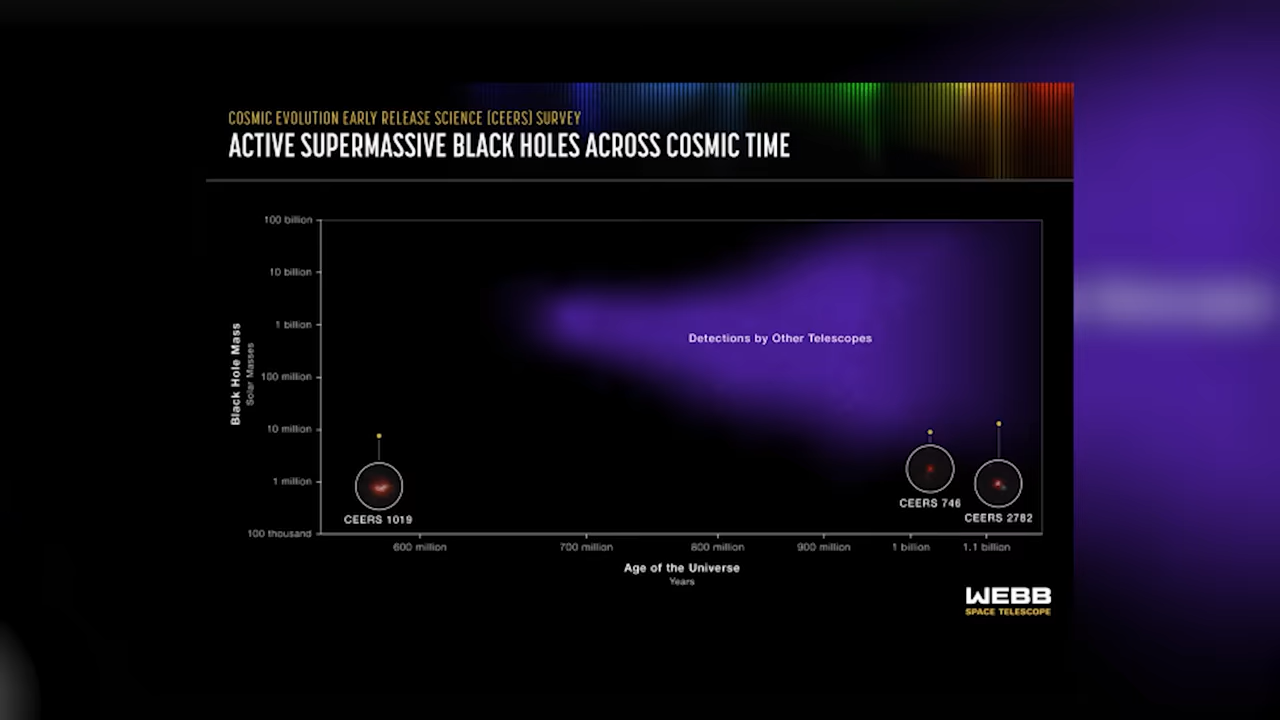 COSMIC EVOLUTION EARLY RELEASE SCIENCE (CEERS) SURVEY
ACTIVE SUPERMASSIVE BLACK HOLES ACROSS COSMIC TIME
100 billion
10 billion
1 billion
100 million
10 million
1 million
100 thousand
Black Hole Mass
Solar Masses
Detections by Other Telescopes
CEERS 1019
CEERS 746
CEERS 2782
600 million
700 million
800 million
900 million
1 billion
1.1 billion
Age of the Universe
Years
WEBB
SPACE TELESCOPE